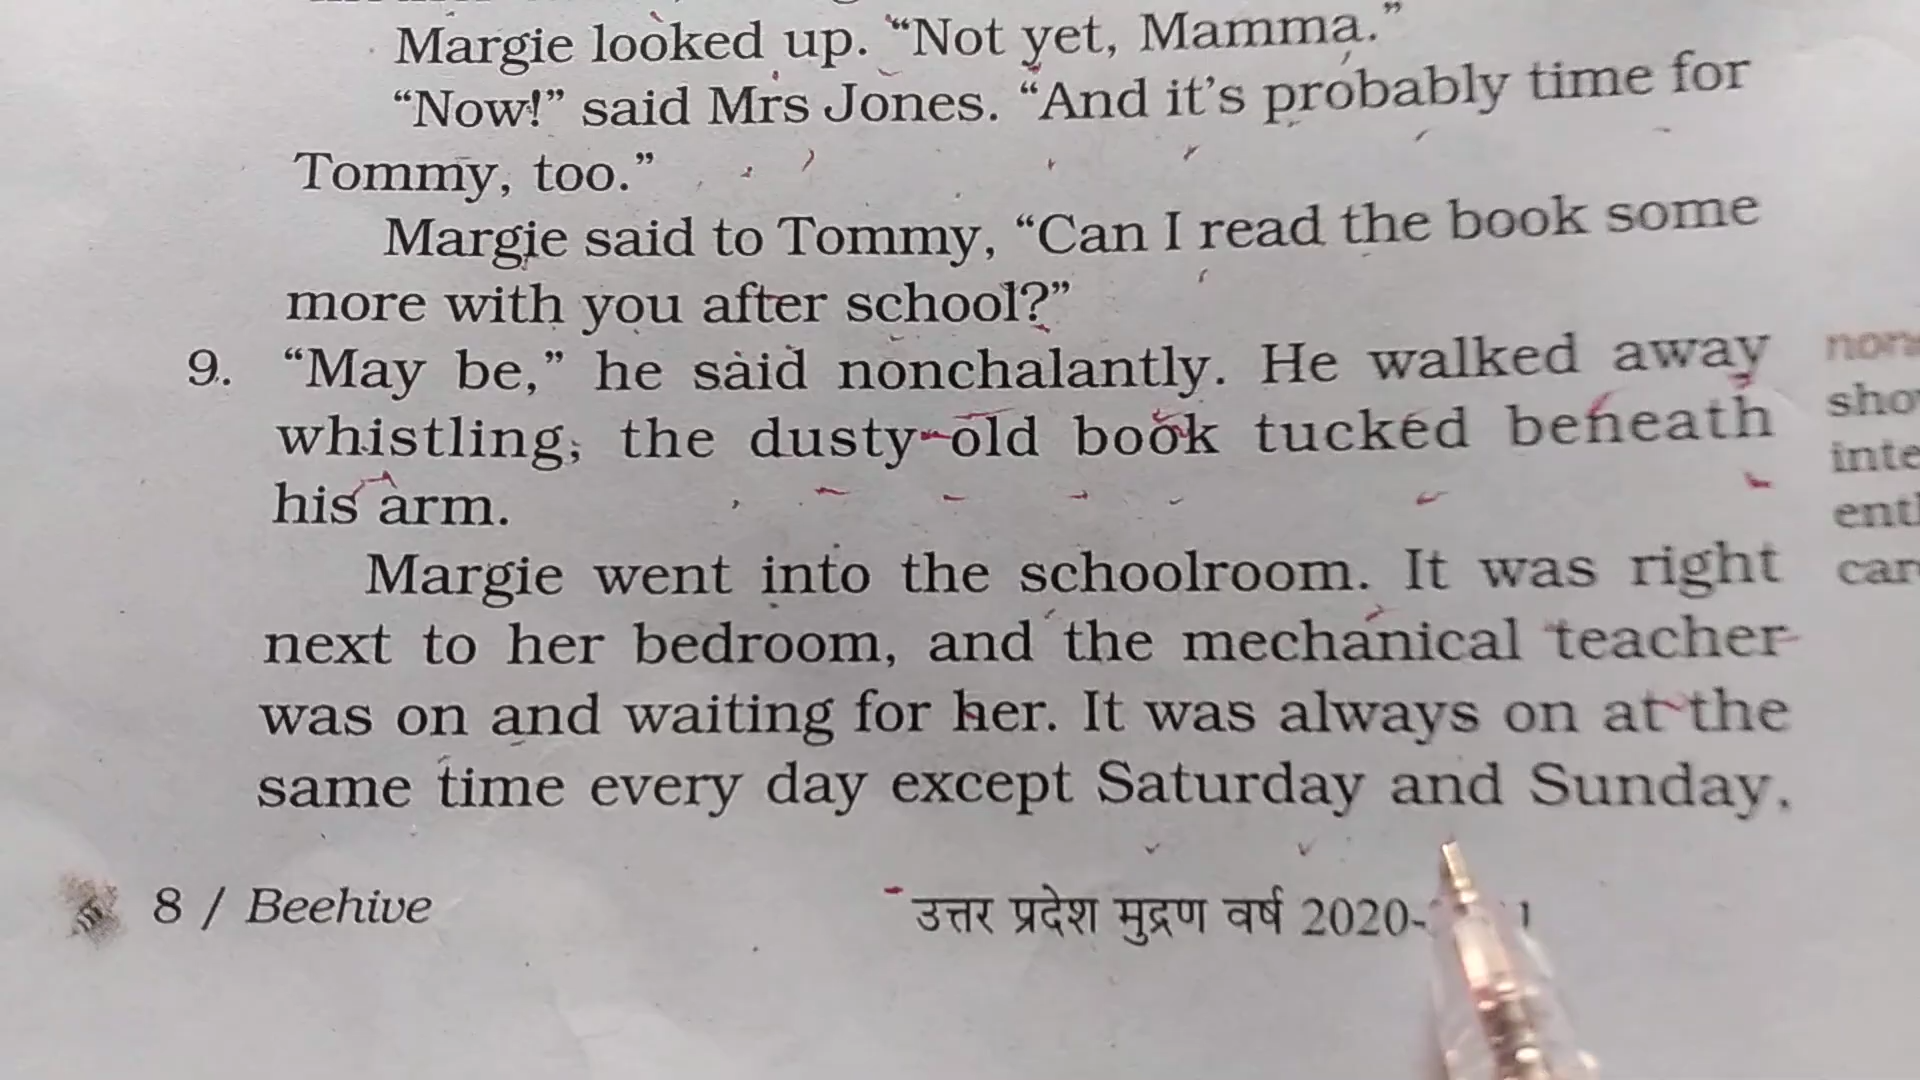 Margie looked up. “Not yet, Mamma.”
“Now!” said Mrs Jones. “And it’s probably time for
Tommy, too.”
Margie said to Tommy, “Can I read the book some
more with you after school?”
9. “May be,” he said nonchalantly. He walked away
whistling, the dusty old book tucked beneath
his arm.
Margie went into the schoolroom. It was right
next to her bedroom, and the mechanical teacher
was on and waiting for her. It was always on at the
same time every day except Saturday and Sunday,
8 / Beehive
उत्तर प्रदेश मुद्रण वर्ष 2020-